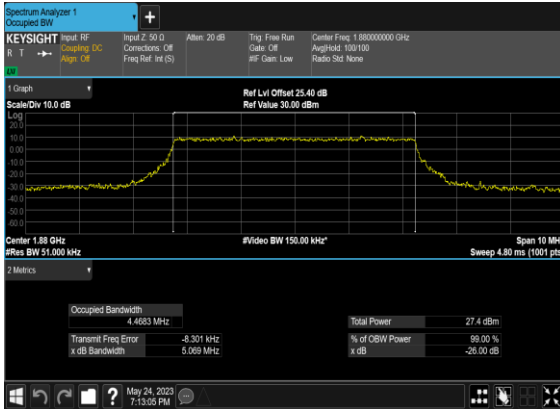 Spectrum Analyzer 1
Occupied BW
+
KEYSIGHT
R T
LW
Input: RF
Coupling: DC
Align: Off
Input Z: 50 Ω
Corrections: Off
Freq Ref: Int (S)
Atten: 20 dB
Trig: Free Run
Gate: Off
#IF Gain: Low
Center Freq: 1.880000000 GHz
Avg|Hold: 100/100
Radio Std: None
1 Graph
Scale/Div 10.0 dB
Ref Lvl Offset 25.40 dB
Ref Value 30.00 dBm
Log
20.0
10.0
0.00
-10.0
-20.0
-30.0
-40.0
-50.0
-60.0
Center 1.88 GHz
#Res BW 51.000 kHz
#Video BW 150.00 kHz*
Span 10 MH
Sweep 4.80 ms (1001 pts
2 Metrics
Occupied Bandwidth
4.4683 MHz
Total Power 27.4 dBm
Transmit Freq Error -8.301 kHz
% of OBW Power 99.00 %
x dB Bandwidth 5.069 MHz
x dB -26.00 dB
?
May 24, 2023
7:13:05 PM